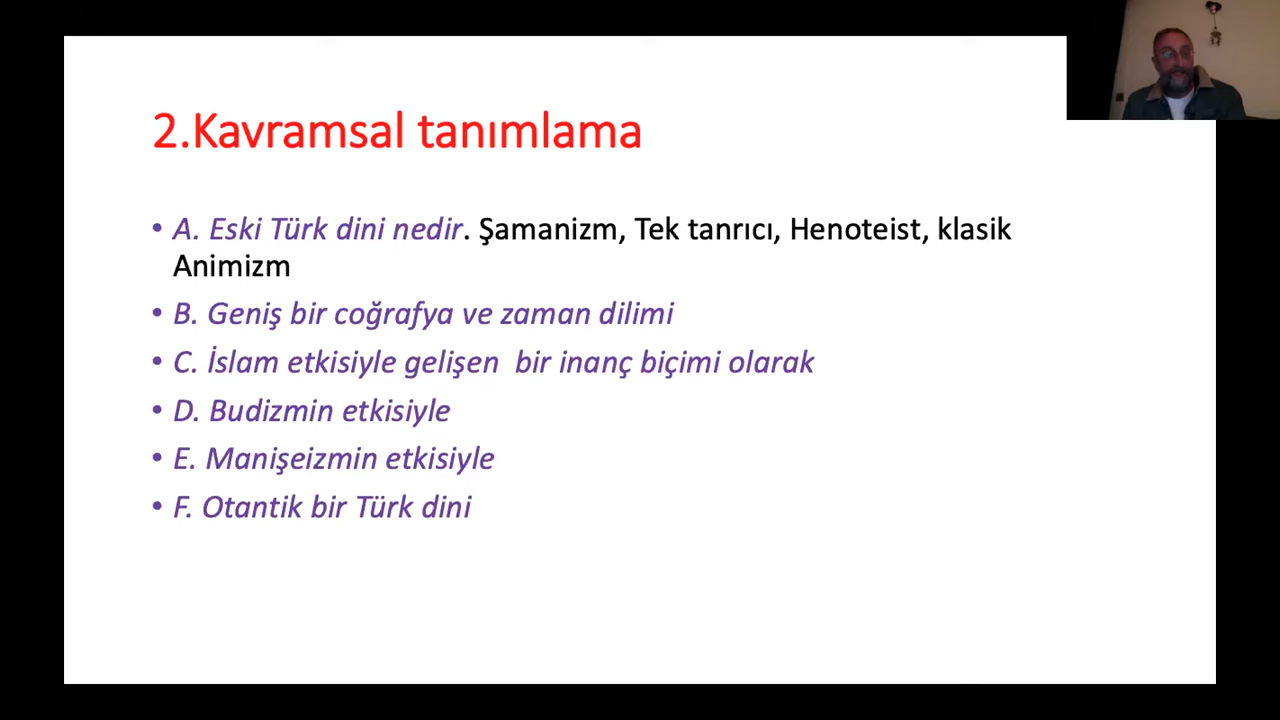 2.Kavramsal tanımlama
• A. Eski Türk dini nedir. Şamanizm, Tek tanrıcı, Henoteist, klasik
Animizm
• B. Geniş bir coğrafya ve zaman dilimi
• C. İslam etkisiyle gelişen  bir inanç biçimi olarak
• D. Budizmin etkisiyle
• E. Manişeizmin etkisiyle
• F. Otantik bir Türk dini